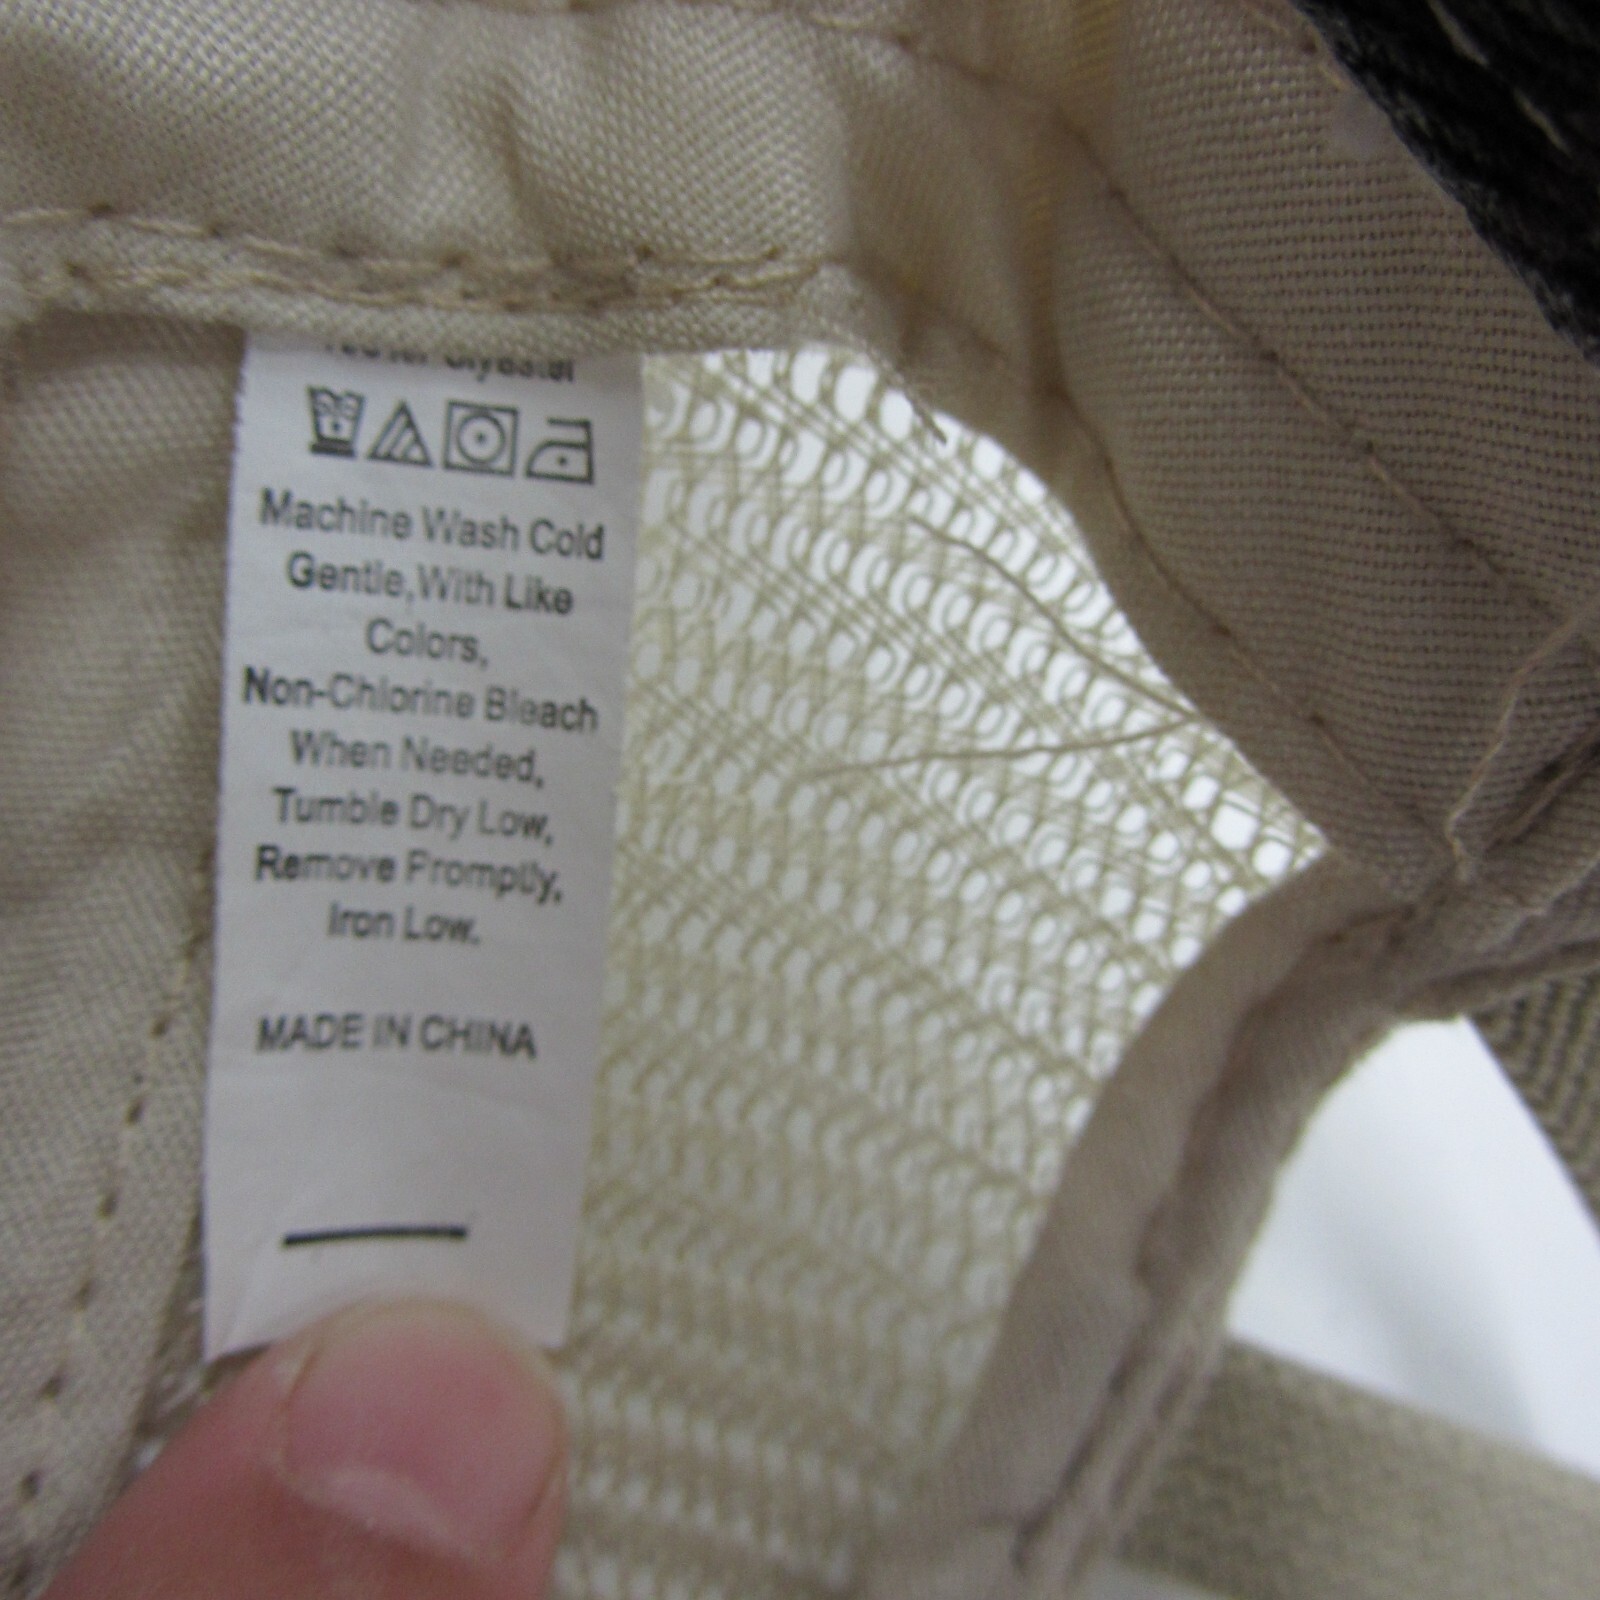 Machine Wash Cold
Gentle,With Like
Colors,
Non-Chlorine Bleach
When Needed,
Tumble Dry Low,
Remove Promptly,
Iron Low.
MADE IN CHINA